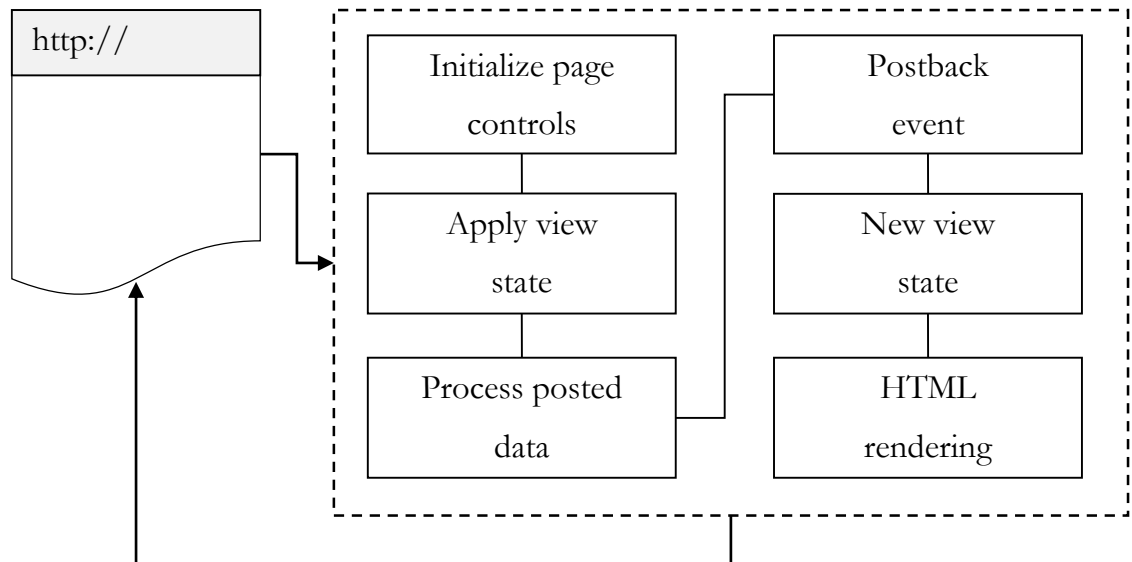 http://
Initialize page
controls
Apply view
state
Process posted
data
Postback
event
New view
state
HTML
rendering